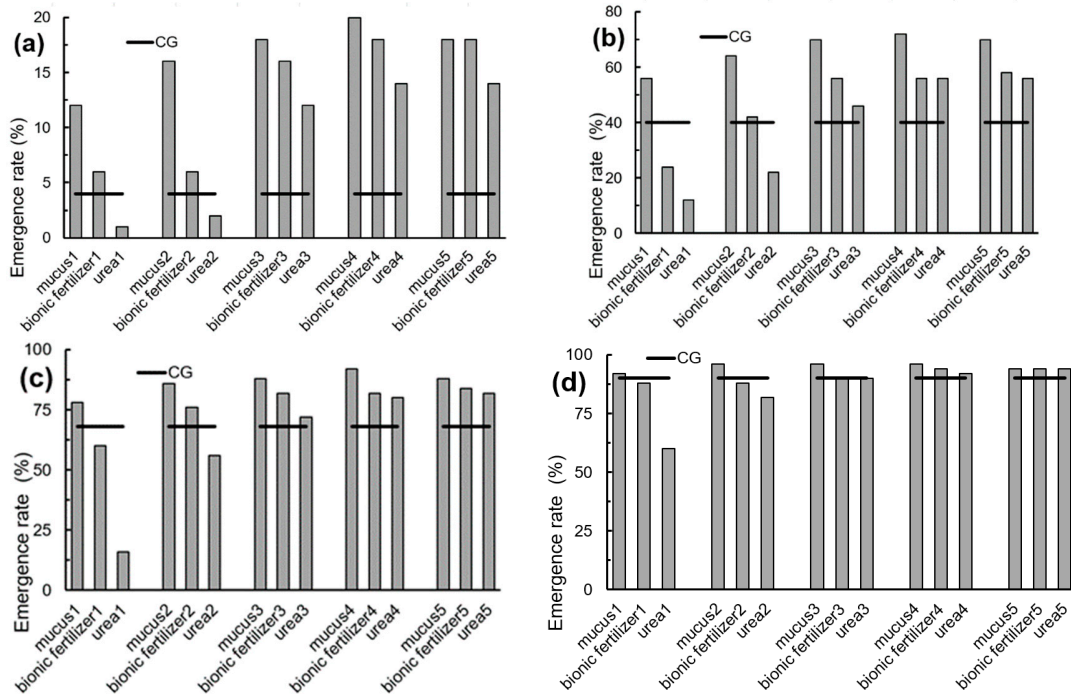 (a)
CG
Emergence rate (%)
20
15
10
5
0
mucus1
bionic fertilizer1
urea1
mucus2
bionic fertilizer2
urea2
mucus3
bionic fertilizer3
urea3
mucus4
bionic fertilizer4
urea4
mucus5
bionic fertilizer5
urea5
(b)
CG
Emergence rate (%)
80
60
40
20
0
mucus1
bionic fertilizer1
urea1
mucus2
bionic fertilizer2
urea2
mucus3
bionic fertilizer3
urea3
mucus4
bionic fertilizer4
urea4
mucus5
bionic fertilizer5
urea5
(c)
CG
Emergence rate (%)
100
75
50
25
0
mucus1
bionic fertilizer1
urea1
mucus2
bionic fertilizer2
urea2
mucus3
bionic fertilizer3
urea3
mucus4
bionic fertilizer4
urea4
mucus5
bionic fertilizer5
urea5
(d)
CG
Emergence rate (%)
100
75
50
25
0
mucus1
bionic fertilizer1
urea1
mucus2
bionic fertilizer2
urea2
mucus3
bionic fertilizer3
urea3
mucus4
bionic fertilizer4
urea4
mucus5
bionic fertilizer5
urea5